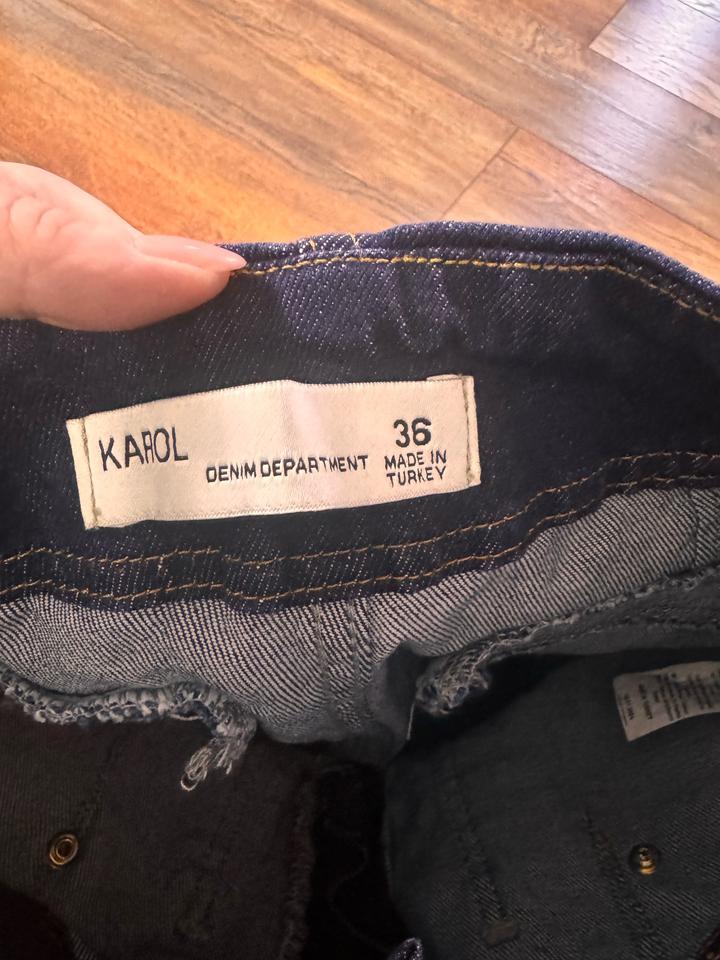 KAROL
DENIM DEPARTMENT
36
MADE IN
TURKEY